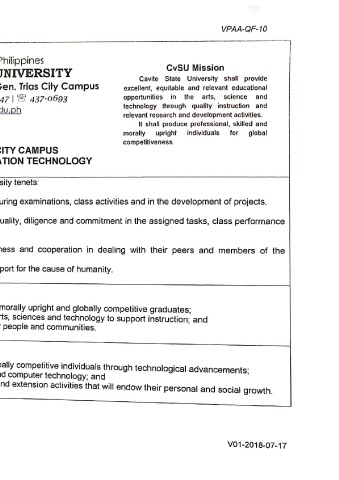 VPAA-QF-10
Philippines
UNIVERSITY
Gen. Trias City Campus
47 | ☏ 437-0693
du.ph
CvSU Mission
Cavite State University shall provide
excellent, equitable and relevant educational
opportunities in the arts, science and
technology through quality instruction and
relevant research and development activities.
It shall produce professional, skilled and
morally upright individuals for global
competitiveness
CITY CAMPUS
ATION TECHNOLOGY
sity tenets:
uring examinations, class activities and in the development of projects.
uality, diligence and commitment in the assigned tasks, class performance
ness and cooperation in dealing with their peers and members of the
port for the cause of humanity.
morally upright and globally competitive graduates;
rts, sciences and technology to support instruction; and
people and communities.
ally competitive individuals through technological advancements;
d computer technology; and
nd extension activities that will endow their personal and social growth.
V01-2018-07-17